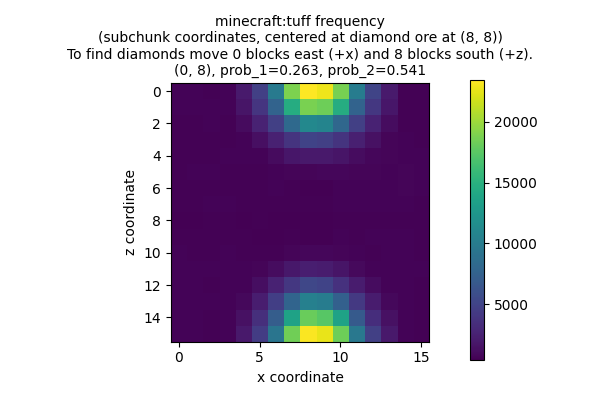 minecraft:tuff frequency
(subchunk coordinates, centered at diamond ore at (8, 8))
To find diamonds move 0 blocks east (+x) and 8 blocks south (+z).
(0, 8), prob_1=0.263, prob_2=0.541
0
2
4
6
8
10
12
14
z coordinate
0
5
10
15
x coordinate
20000
15000
10000
5000